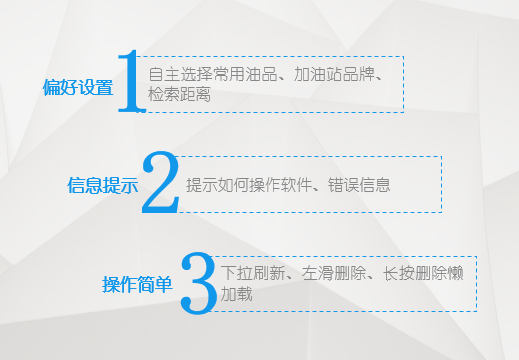 偏好设置
1
自主选择常用油品、加油站品牌、
检索距离
信息提示
2
提示如何操作软件、错误信息
操作简单
3
下拉刷新、左滑删除、长按删除懒
加载